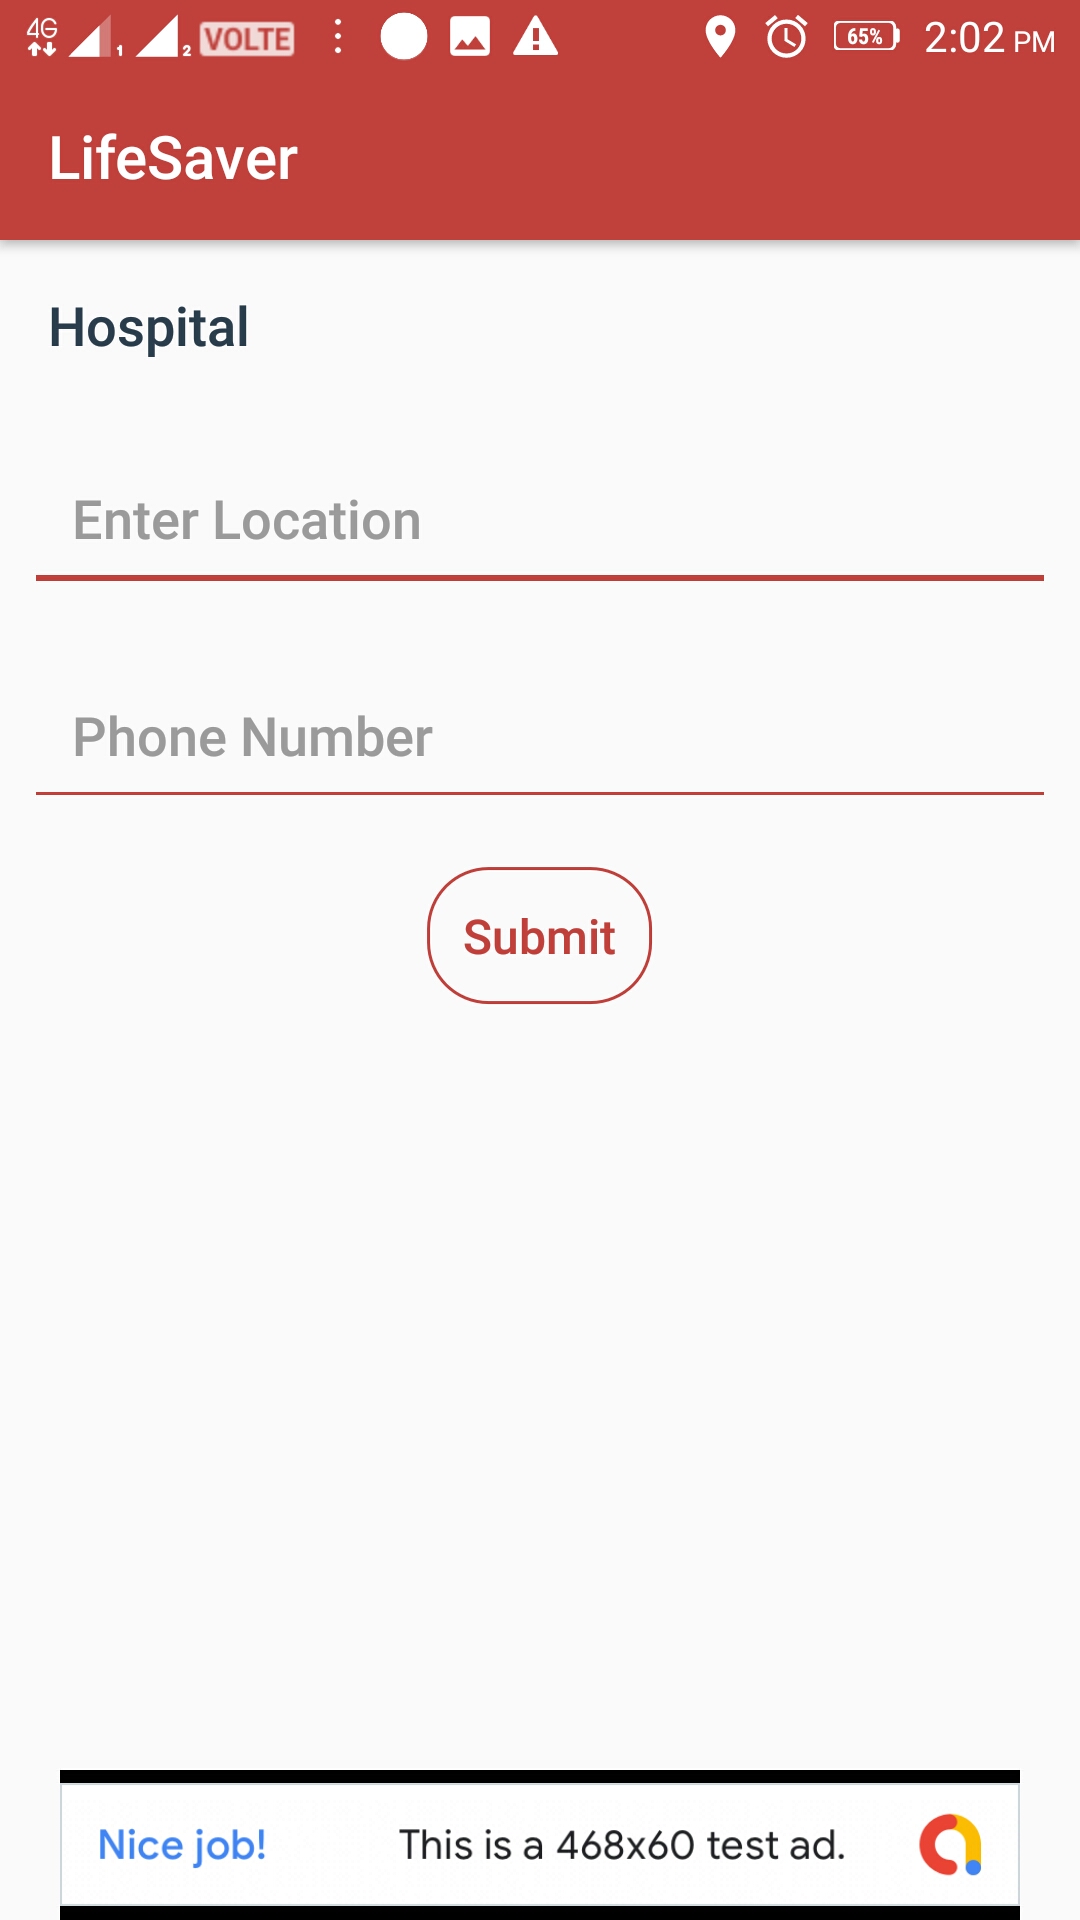 4G 1 2 VOLTE 65% 2:02 PM
LifeSaver
Hospital
Enter Location
Phone Number
Submit
Nice job! This is a 468x60 test ad.